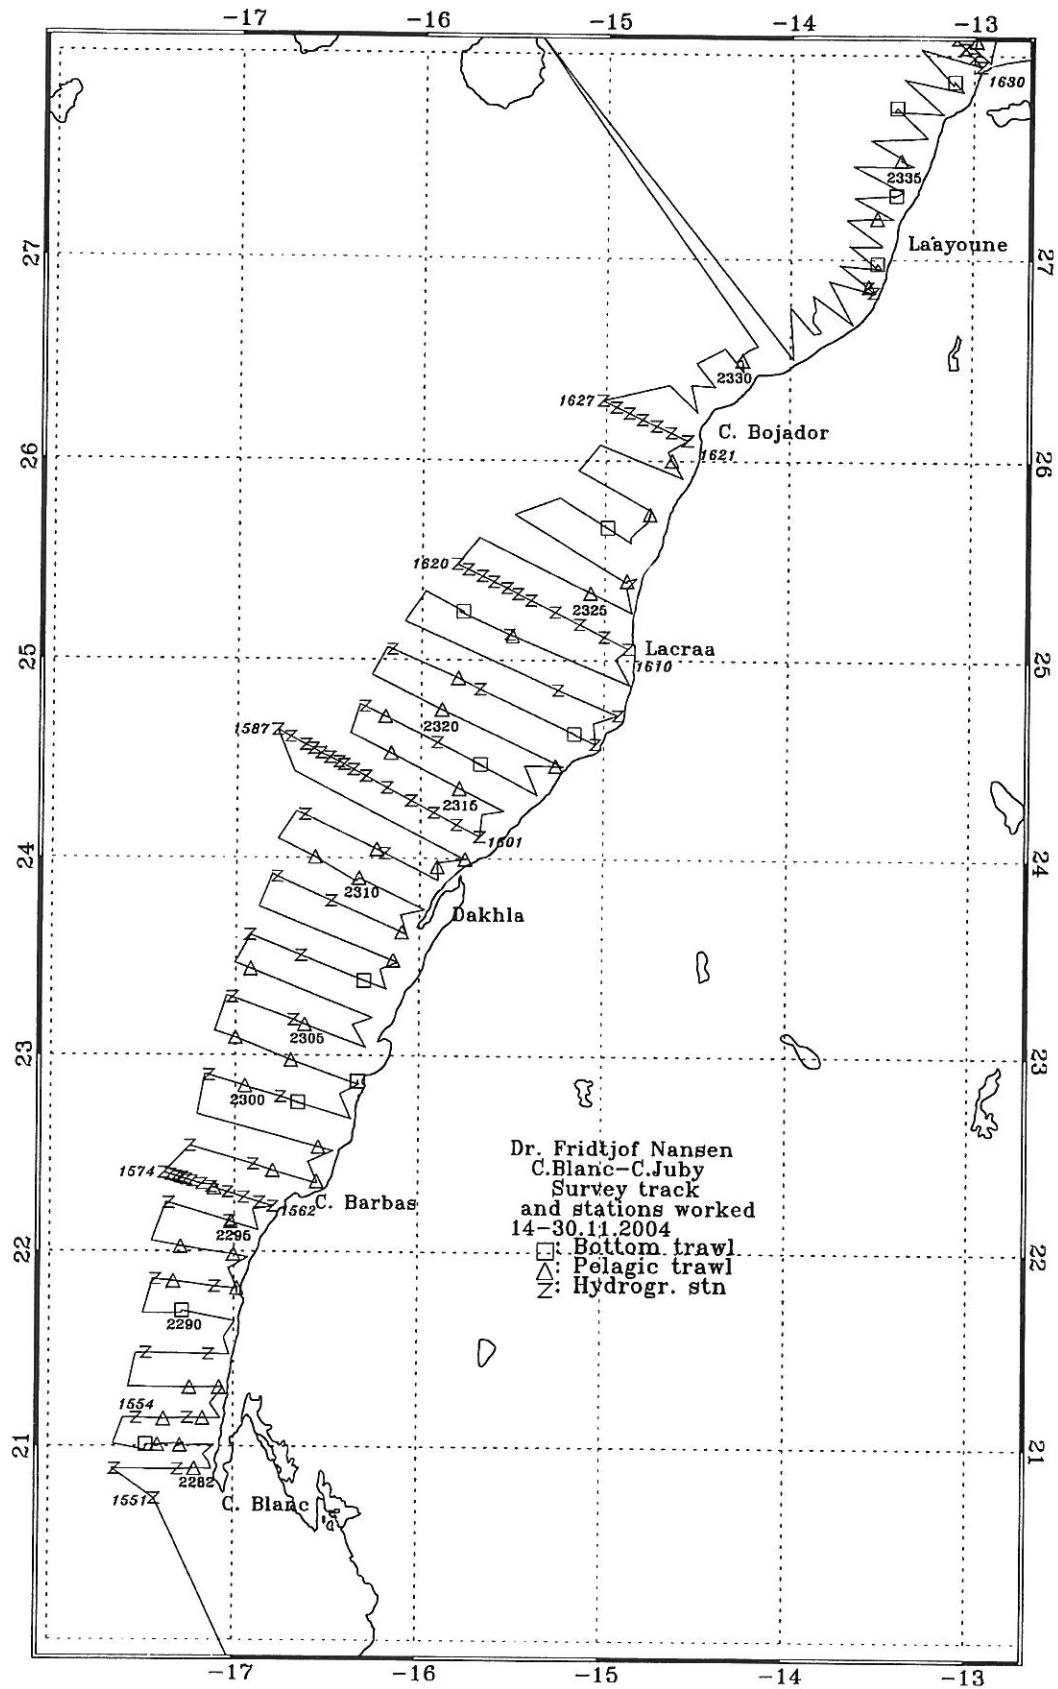 -17 -16 -15 -14 -13
1630
2335
Laayoune
27 27
2330
1627
C. Bojador
1621
26 26
1620
2325
Lacraa
1610
25 25
2320
1587
2315
1601
24 24
2310
Dakhla
2305
23 23
2300
Dr. Fridtjof Nansen
C.Blanc-C.Juby
Survey track
and stations worked
14-30.11.2004
□: Bottom trawl
△: Pelagic trawl
Z: Hydrogr. stn
1574
1562 C. Barbas
2295
22 22
2290
1554
21 21
2282
1551
C. Blanc
-17 -16 -15 -14 -13